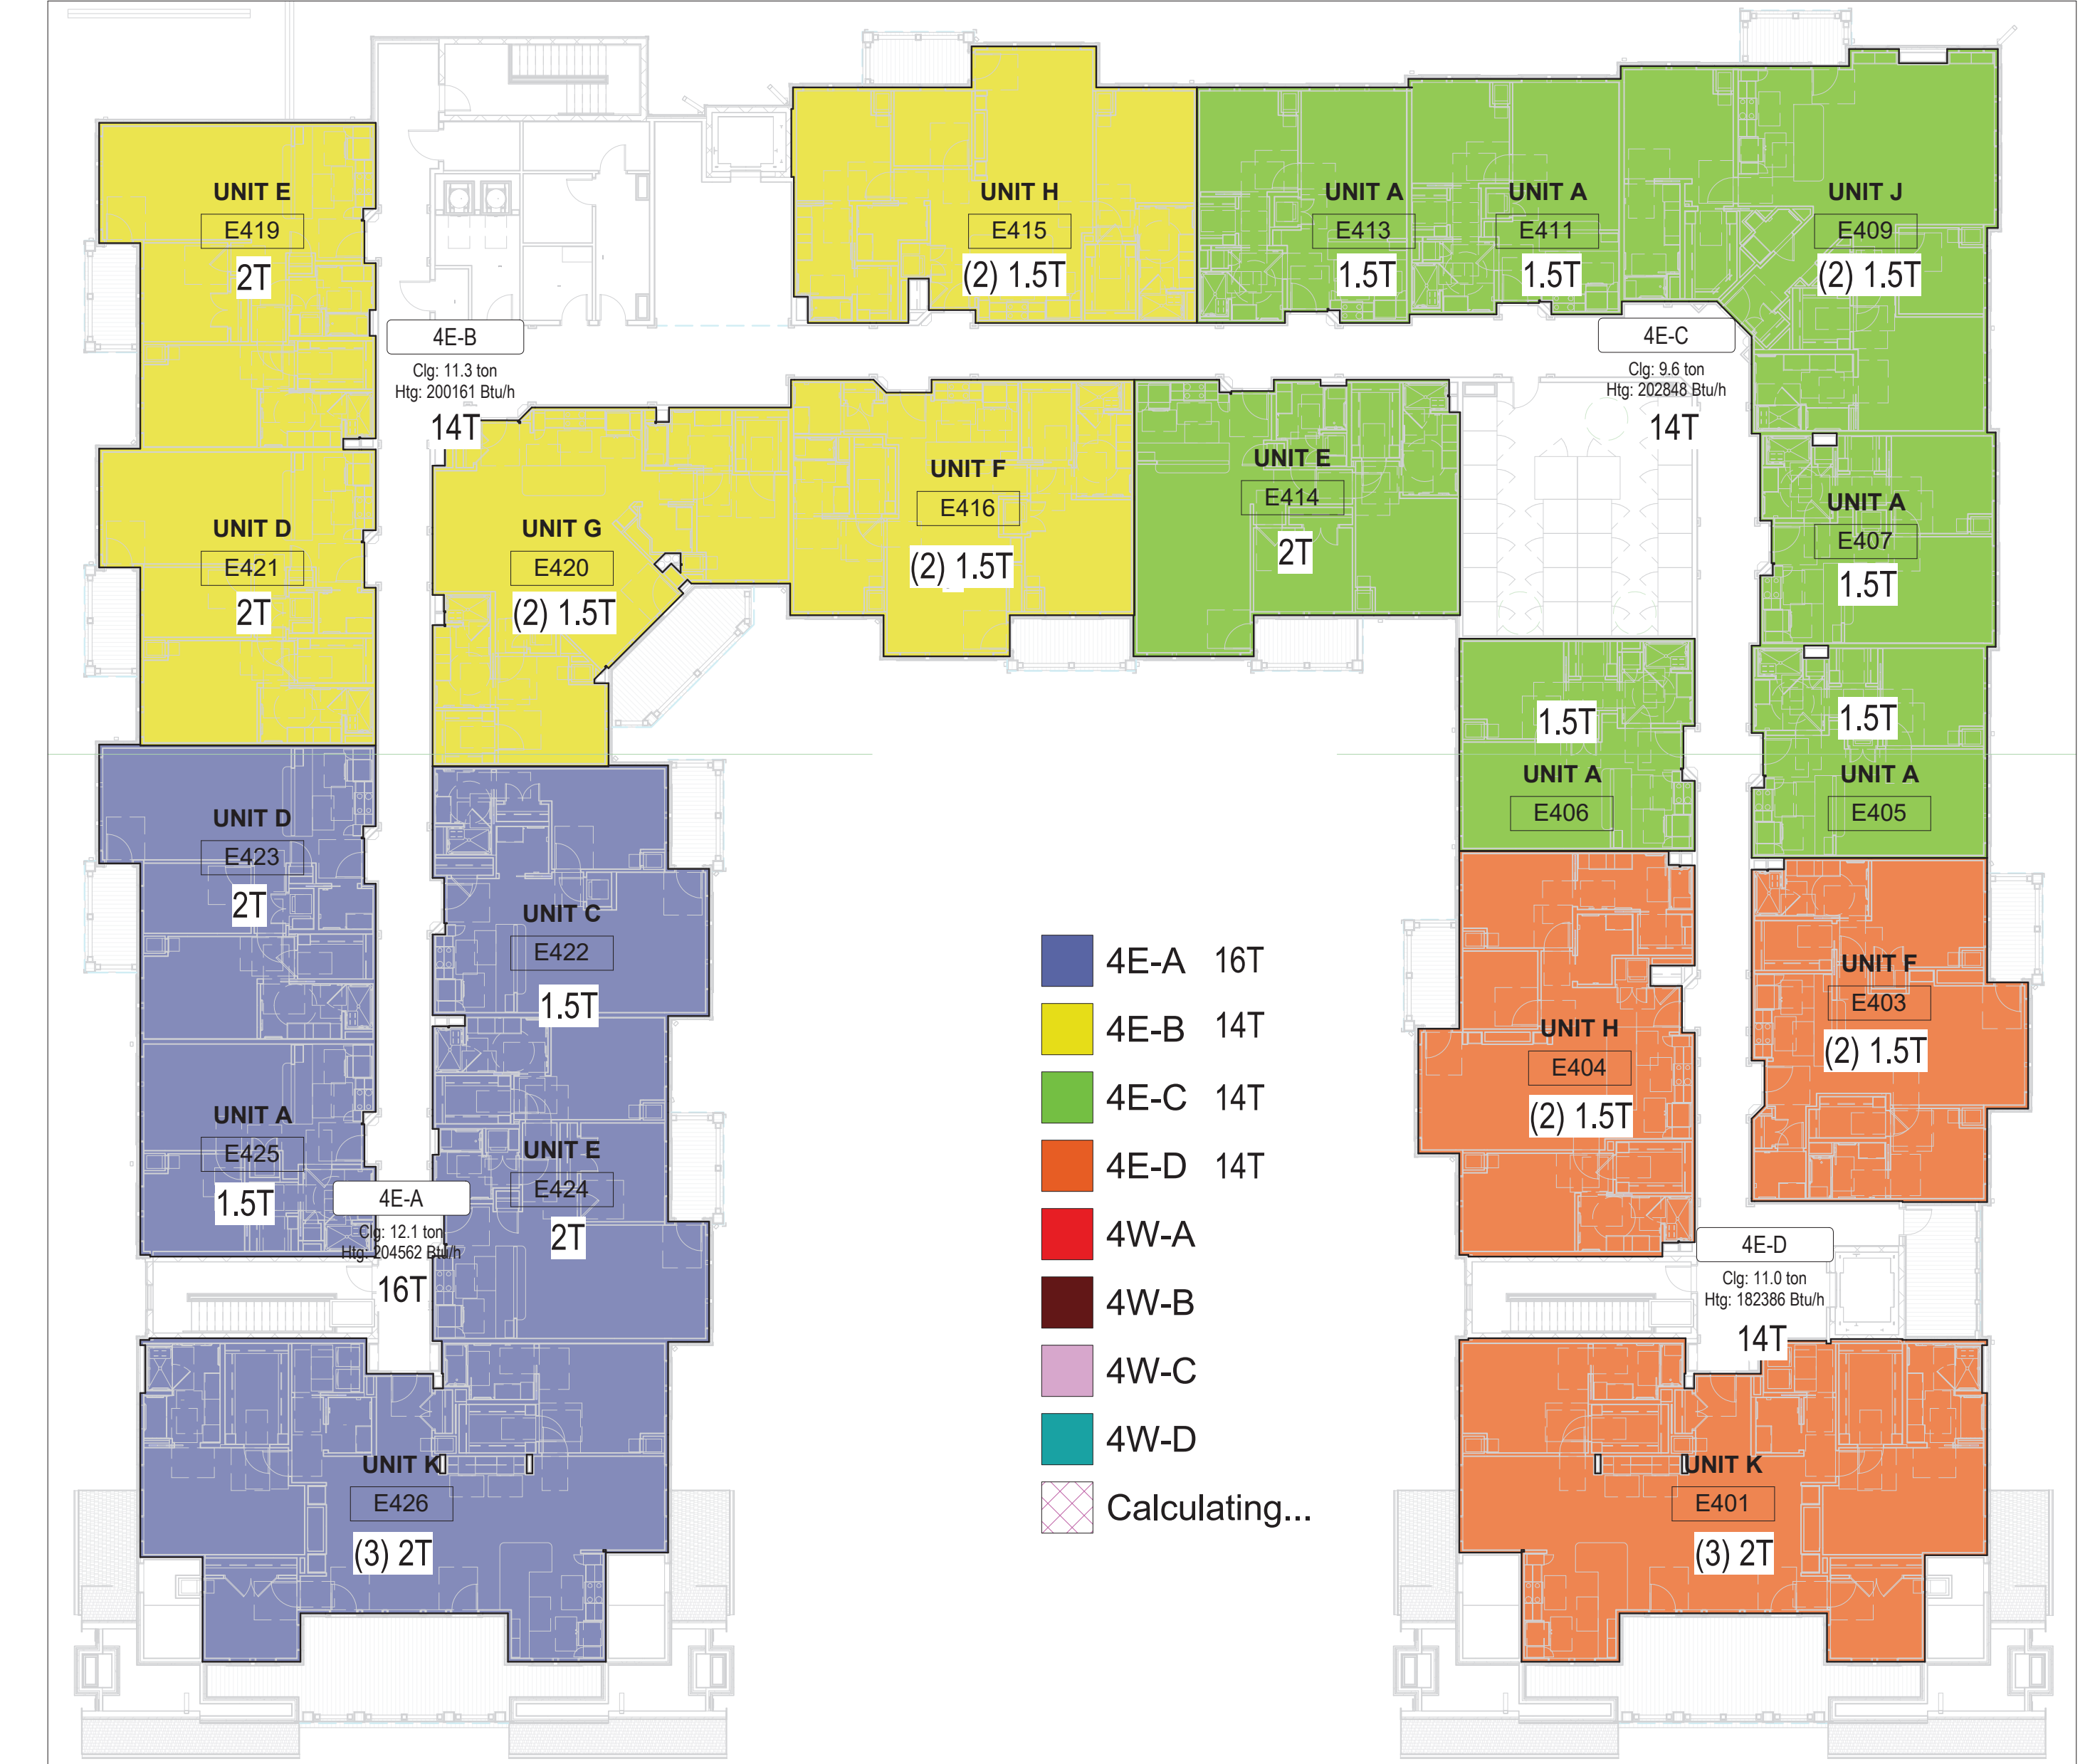 UNIT E
E419
2T
UNIT H
E415
(2) 1.5T
UNIT A
E413
1.5T
UNIT A
E411
1.5T
UNIT J
E409
(2) 1.5T
4E-B
Clg: 11.3 ton
Htg: 200161 Btu/h
14T
4E-C
Clg: 9.6 ton
Htg: 202848 Btu/h
14T
UNIT D
E421
2T
UNIT G
E420
(2) 1.5T
UNIT F
E416
(2) 1.5T
UNIT E
E414
2T
UNIT A
E407
1.5T
1.5T
UNIT A
E406
1.5T
UNIT A
E405
UNIT D
E423
2T
UNIT C
E422
1.5T
UNIT H
E404
(2) 1.5T
UNIT F
E403
(2) 1.5T
UNIT A
E425
1.5T
UNIT E
E424
2T
4E-A
Clg: 12.1 ton
Htg: 204562 Btu/h
16T
4E-D
Clg: 11.0 ton
Htg: 182386 Btu/h
14T
UNIT K
E426
(3) 2T
UNIT K
E401
(3) 2T
4E-A 16T
4E-B 14T
4E-C 14T
4E-D 14T
4W-A
4W-B
4W-C
4W-D
Calculating...